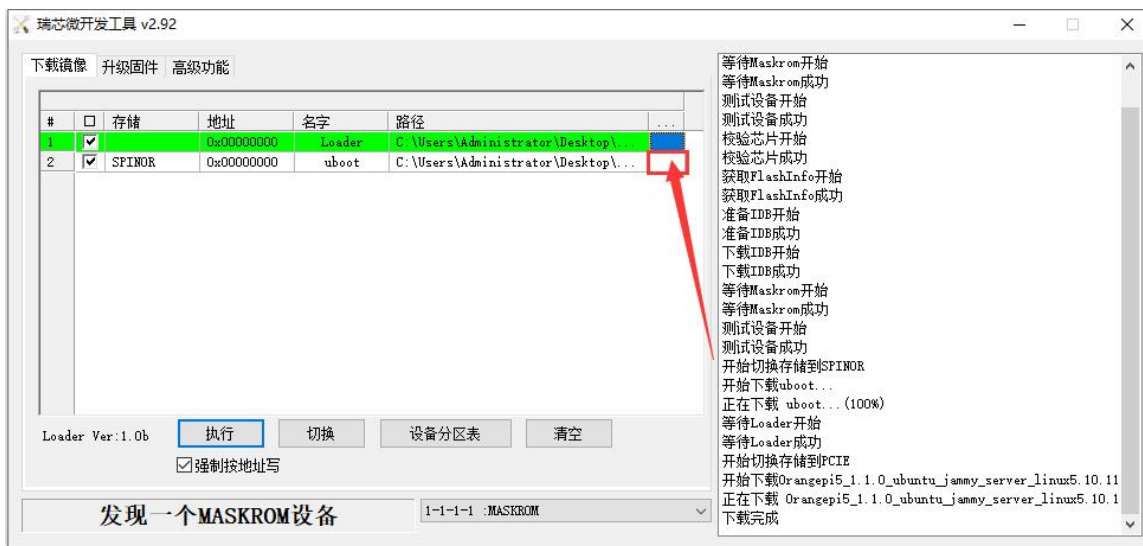 瑞芯微开发工具 v2.92
下载镜像 升级固件 高级功能
# 存储 地址 名字 路径 ...
1 0x00000000 Loader C:\Users\Administrator\Desktop\...
2 SPINOR 0x00000000 uboot C:\Users\Administrator\Desktop\...
Loader Ver:1.0b 执行 切换 设备分区表 清空
强制按地址写
发现一个MASKROM设备 1-1-1-1 :MASKROM
等待Maskrom开始
等待Maskrom成功
测试设备开始
测试设备成功
校验芯片开始
校验芯片成功
获取FlashInfo开始
获取FlashInfo成功
准备IDB开始
准备IDB成功
下载IDB开始
下载IDB成功
等待Maskrom开始
等待Maskrom成功
测试设备开始
测试设备成功
开始切换存储到SPINOR
开始下载uboot...
正在下载 uboot...(100%)
等待Loader开始
等待Loader成功
开始切换存储到PCIE
开始下载Orangepi5_1.1.0_ubuntu_jammy_server_linux5.10.11
正在下载 Orangepi5_1.1.0_ubuntu_jammy_server_linux5.10.1
下载完成